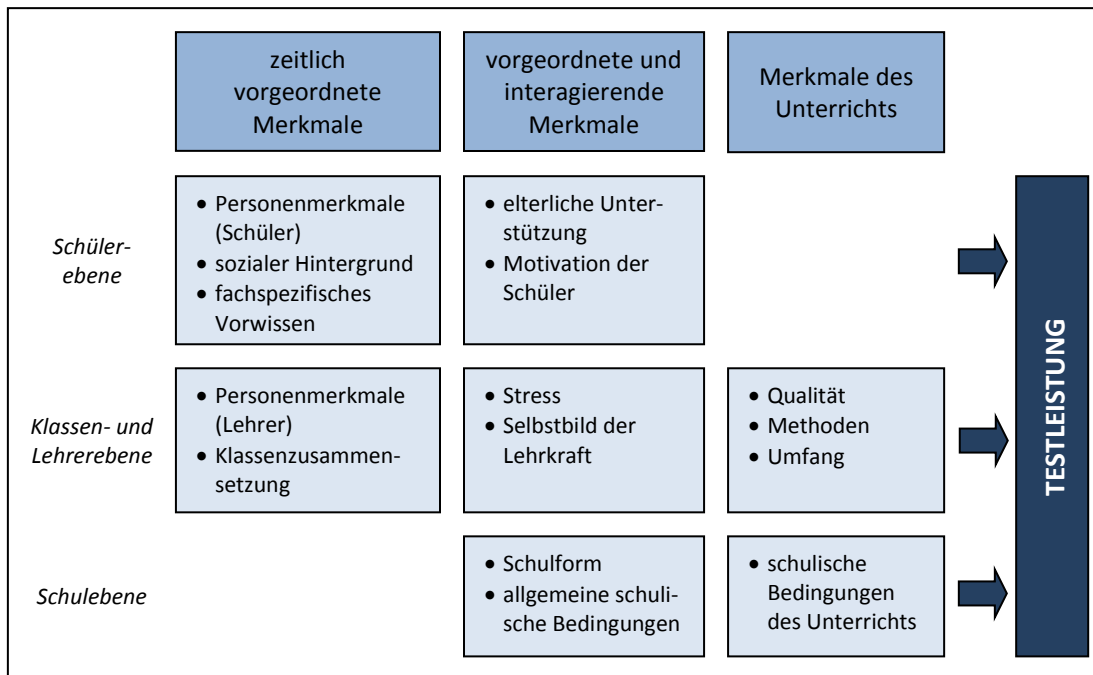 zeitlich
vorgeordnete
Merkmale
vorgeordnete und
interagierende
Merkmale
Merkmale des
Unterrichts
Schüler-
ebene
• Personenmerkmale
(Schüler)
• sozialer Hintergrund
• fachspezifisches
Vorwissen
• elterliche Unter-
stützung
• Motivation der
Schüler
Klassen- und
Lehrerebene
• Personenmerkmale
(Lehrer)
• Klassenzusammen-
setzung
• Stress
• Selbstbild der
Lehrkraft
• Qualität
• Methoden
• Umfang
Schulebene
• Schulform
• allgemeine schuli-
sche Bedingungen
• schulische
Bedingungen
des Unterrichts
TESTLEISTUNG